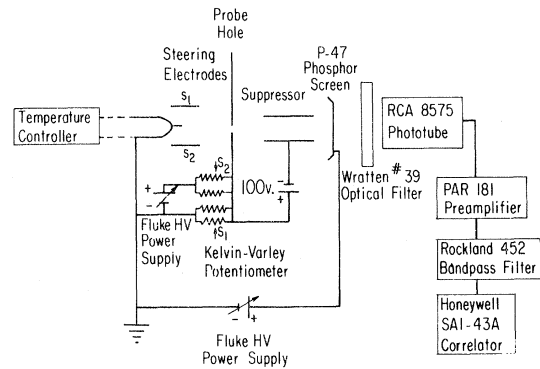 Probe
Hole
Steering
Electrodes
P-47
Phosphor
Screen
S1
Suppressor
RCA 8575
Phototube
Temperature
Controller
S2
S2
100v.
Wratten #39
Optical Filter
PAR 181
Preamplifier
+
-
-
+
Fluke HV
Power
Supply
S1
Kelvin-Varley
Potentiometer
Rockland 452
Bandpass Filter
Honeywell
SAI-43A
Correlator
- +
Fluke HV
Power Supply